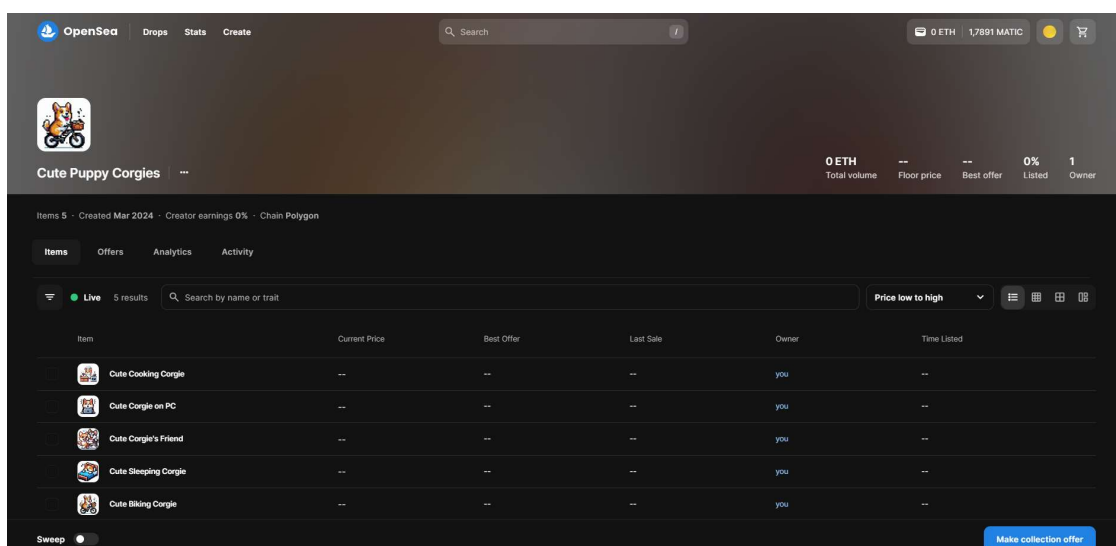 OpenSea Drops Stats Create Search / 0 ETH 1,7891 MATIC
Cute Puppy Corgies ···
0 ETH -- -- 0% 1
Total volume Floor price Best offer Listed Owner
Items 5 · Created Mar 2024 · Creator earnings 0% · Chain Polygon
Items Offers Analytics Activity
Live 5 results Search by name or trait Price low to high
Item Current Price Best Offer Last Sale Owner Time Listed
Cute Cooking Corgie -- -- -- you --
Cute Corgie on PC -- -- -- you --
Cute Corgie's Friend -- -- -- you --
Cute Sleeping Corgie -- -- -- you --
Cute Biking Corgie -- -- -- you --
Sweep Make collection offer